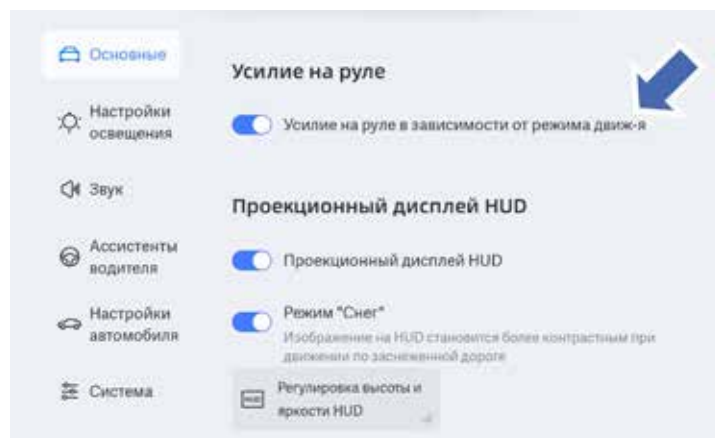 Основные
Настройки
освещения
Звук
Ассистенты
водителя
Настройки
автомобиля
Система
Усилие на руле
Усилие на руле в зависимости от режима движ-я
Проекционный дисплей HUD
Проекционный дисплей HUD
Режим "Снег"
Изображение на HUD становится более контрастным при
движении по заснеженной дороге
HUD
Регулировка высоты и
яркости HUD